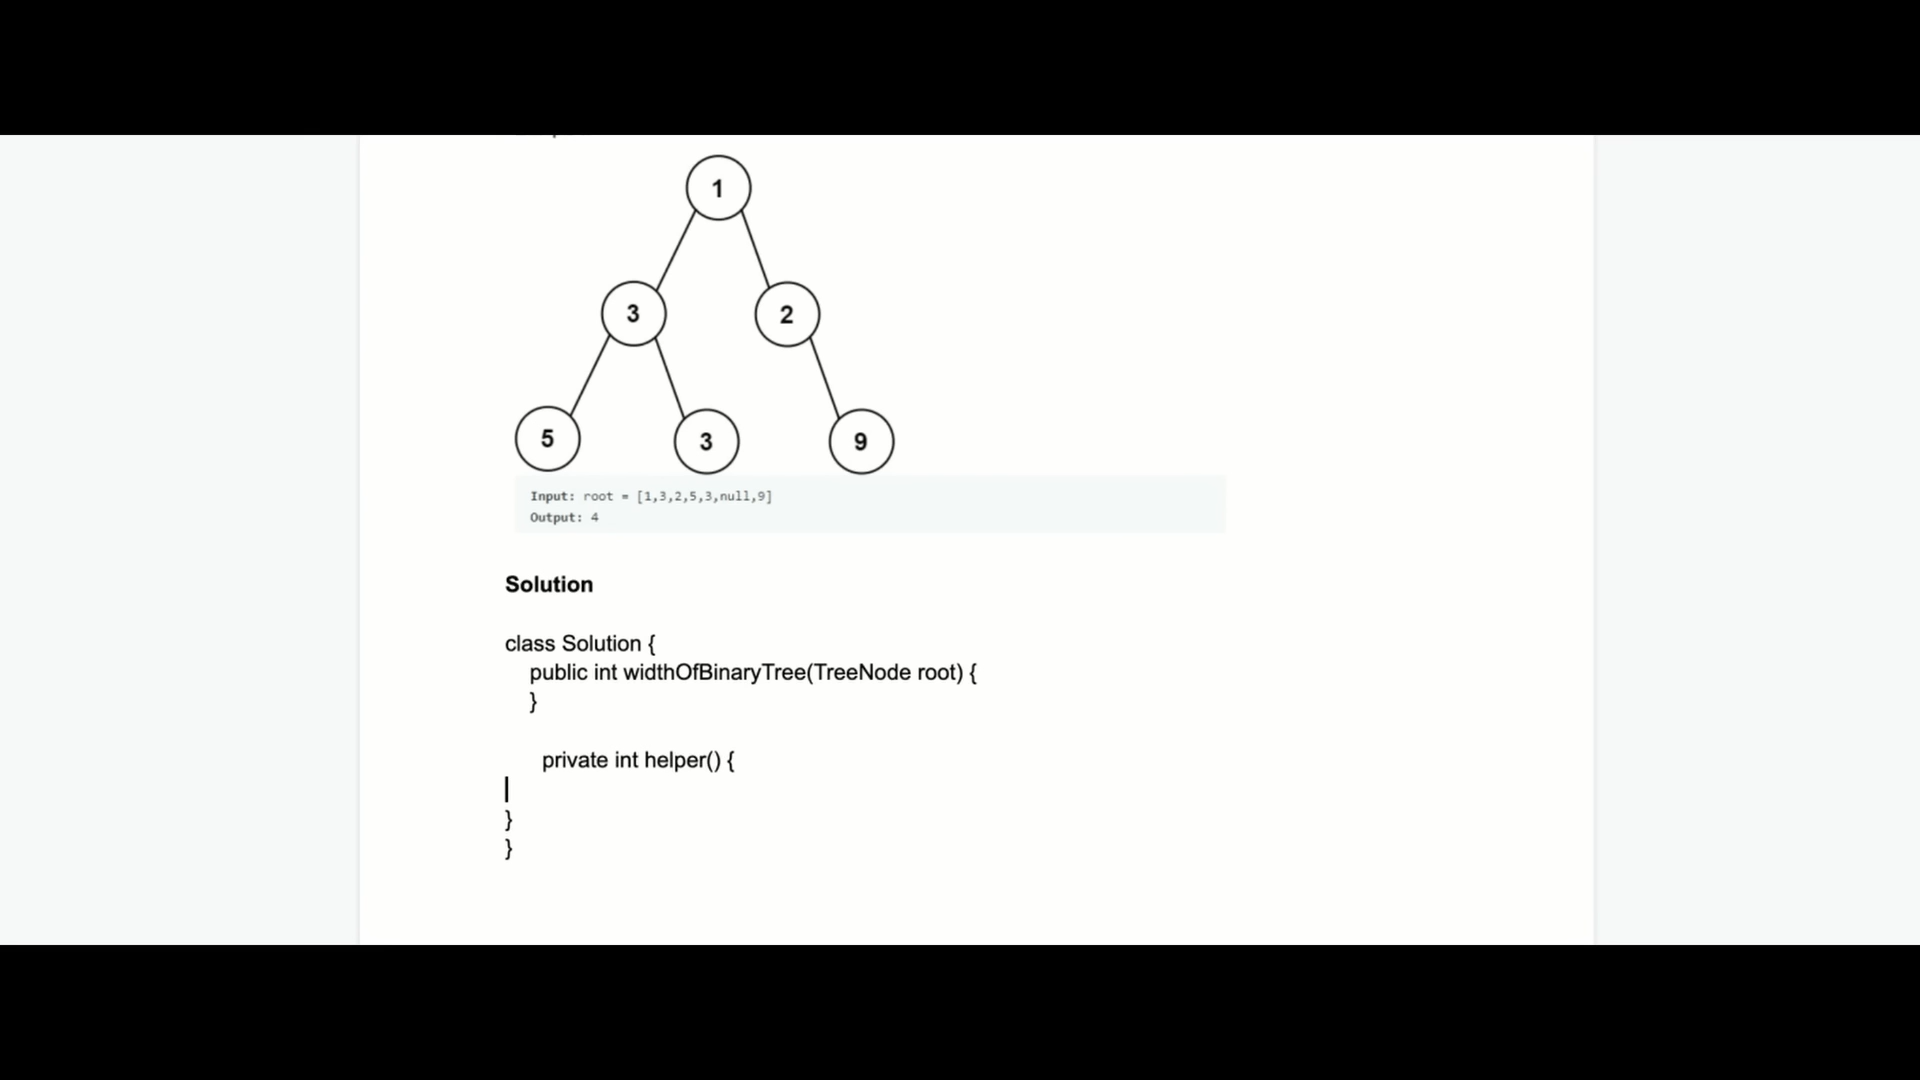 1
3
2
5
3
9
Input: root = [1,3,2,5,3,null,9]
Output: 4
Solution
class Solution {
public int widthOfBinaryTree(TreeNode root) {
}
private int helper() {
}
}